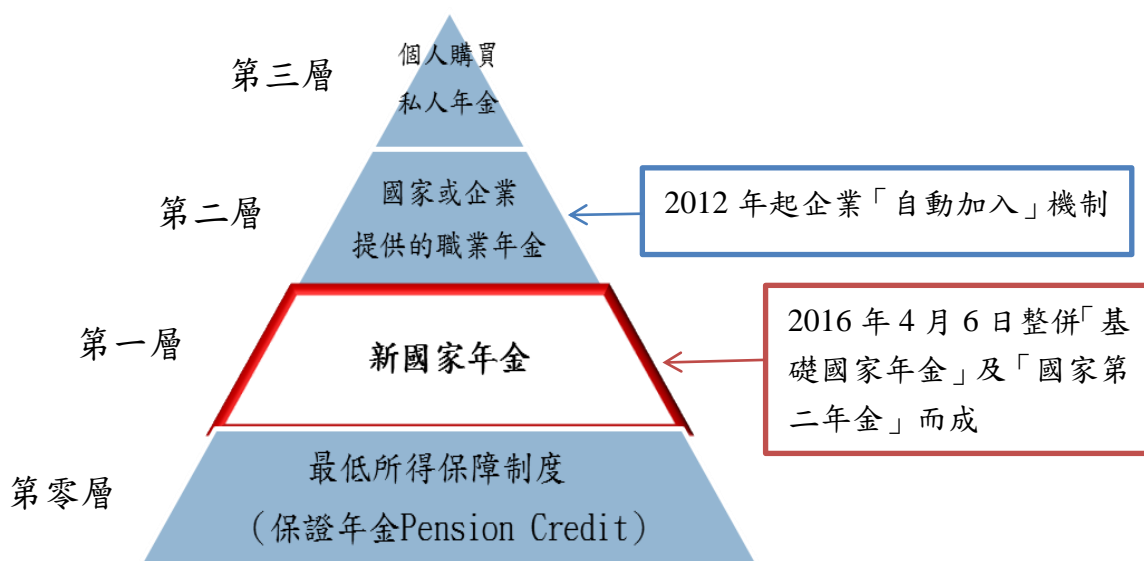 第三層
個人購買
私人年金
第二層
國家或企業
提供的職業年金
2012 年起企業「自動加入」機制
第一層
新國家年金
2016 年 4 月 6 日整併「基
礎國家年金」及「國家第
二年金」而成
第零層
最低所得保障制度
(保證年金Pension Credit)